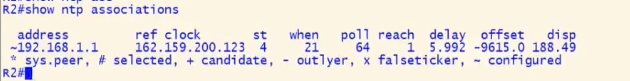 R2#show ntp associations
address ref clock st when poll reach delay offset disp
~192.168.1.1 162.159.200.123 4 21 64 1 5.992 -9615.0 188.49
* sys.peer, # selected, + candidate, - outlyer, x falseticker, ~ configured
R2#